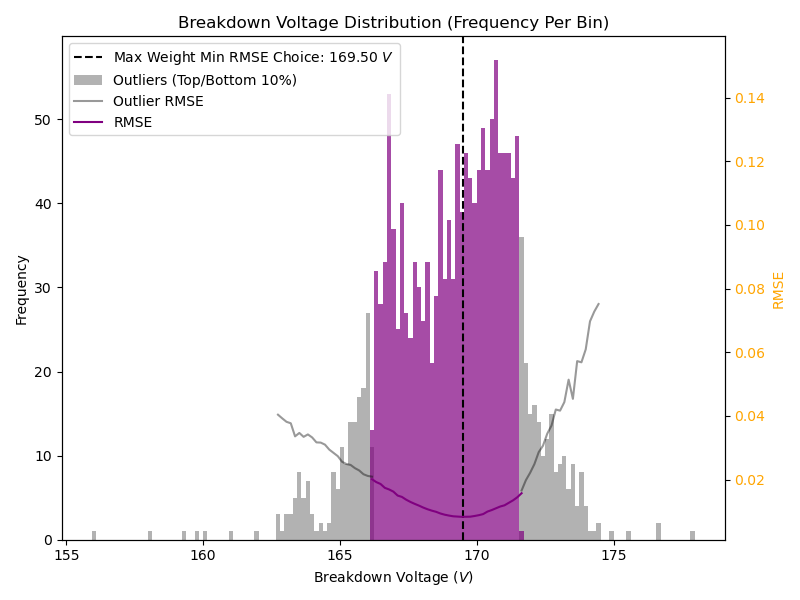 Breakdown Voltage Distribution (Frequency Per Bin)
Max Weight Min RMSE Choice: 169.50 V
Outliers (Top/Bottom 10%)
Outlier RMSE
RMSE
Frequency
50
40
30
20
10
0
0.14
0.12
0.10
0.08
0.06
0.04
0.02
RMSE
155 160 165 170 175
Breakdown Voltage (V)